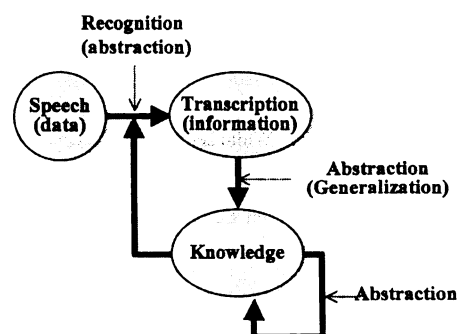 Recognition
(abstraction)
Speech
(data)
Transcription
(information)
Abstraction
(Generalization)
Knowledge
Abstraction